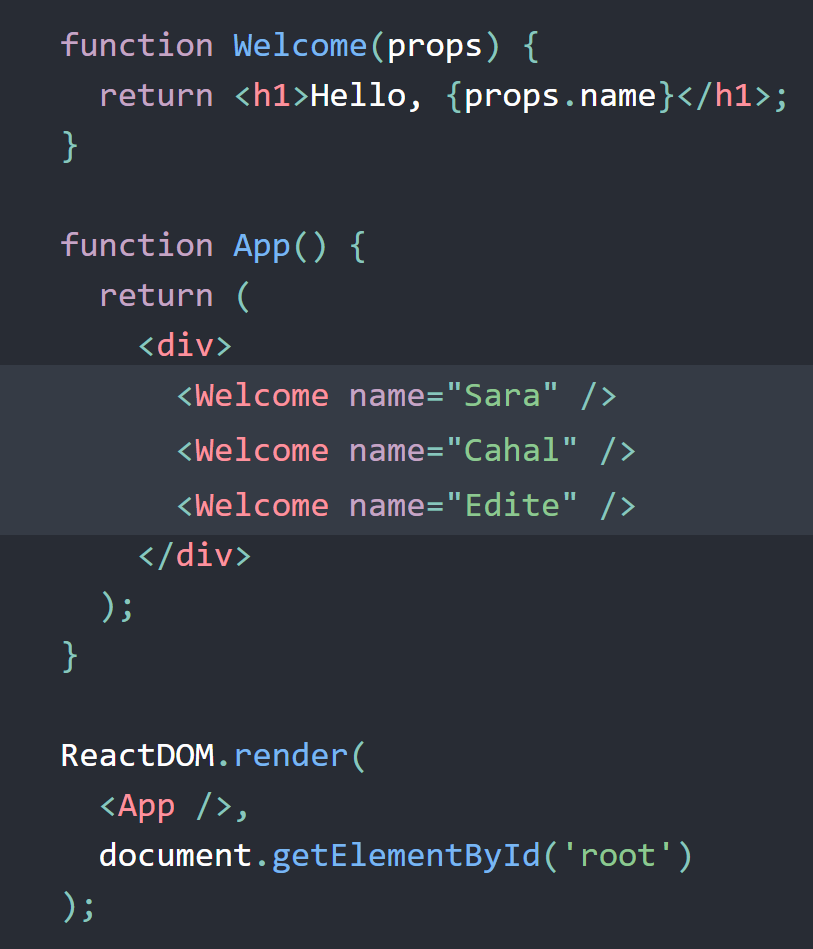 function Welcome(props) {
  return <h1>Hello, {props.name}</h1>;
}

function App() {
  return (
    <div>
      <Welcome name="Sara" />
      <Welcome name="Cahal" />
      <Welcome name="Edite" />
    </div>
  );
}

ReactDOM.render(
  <App />,
  document.getElementById('root')
);